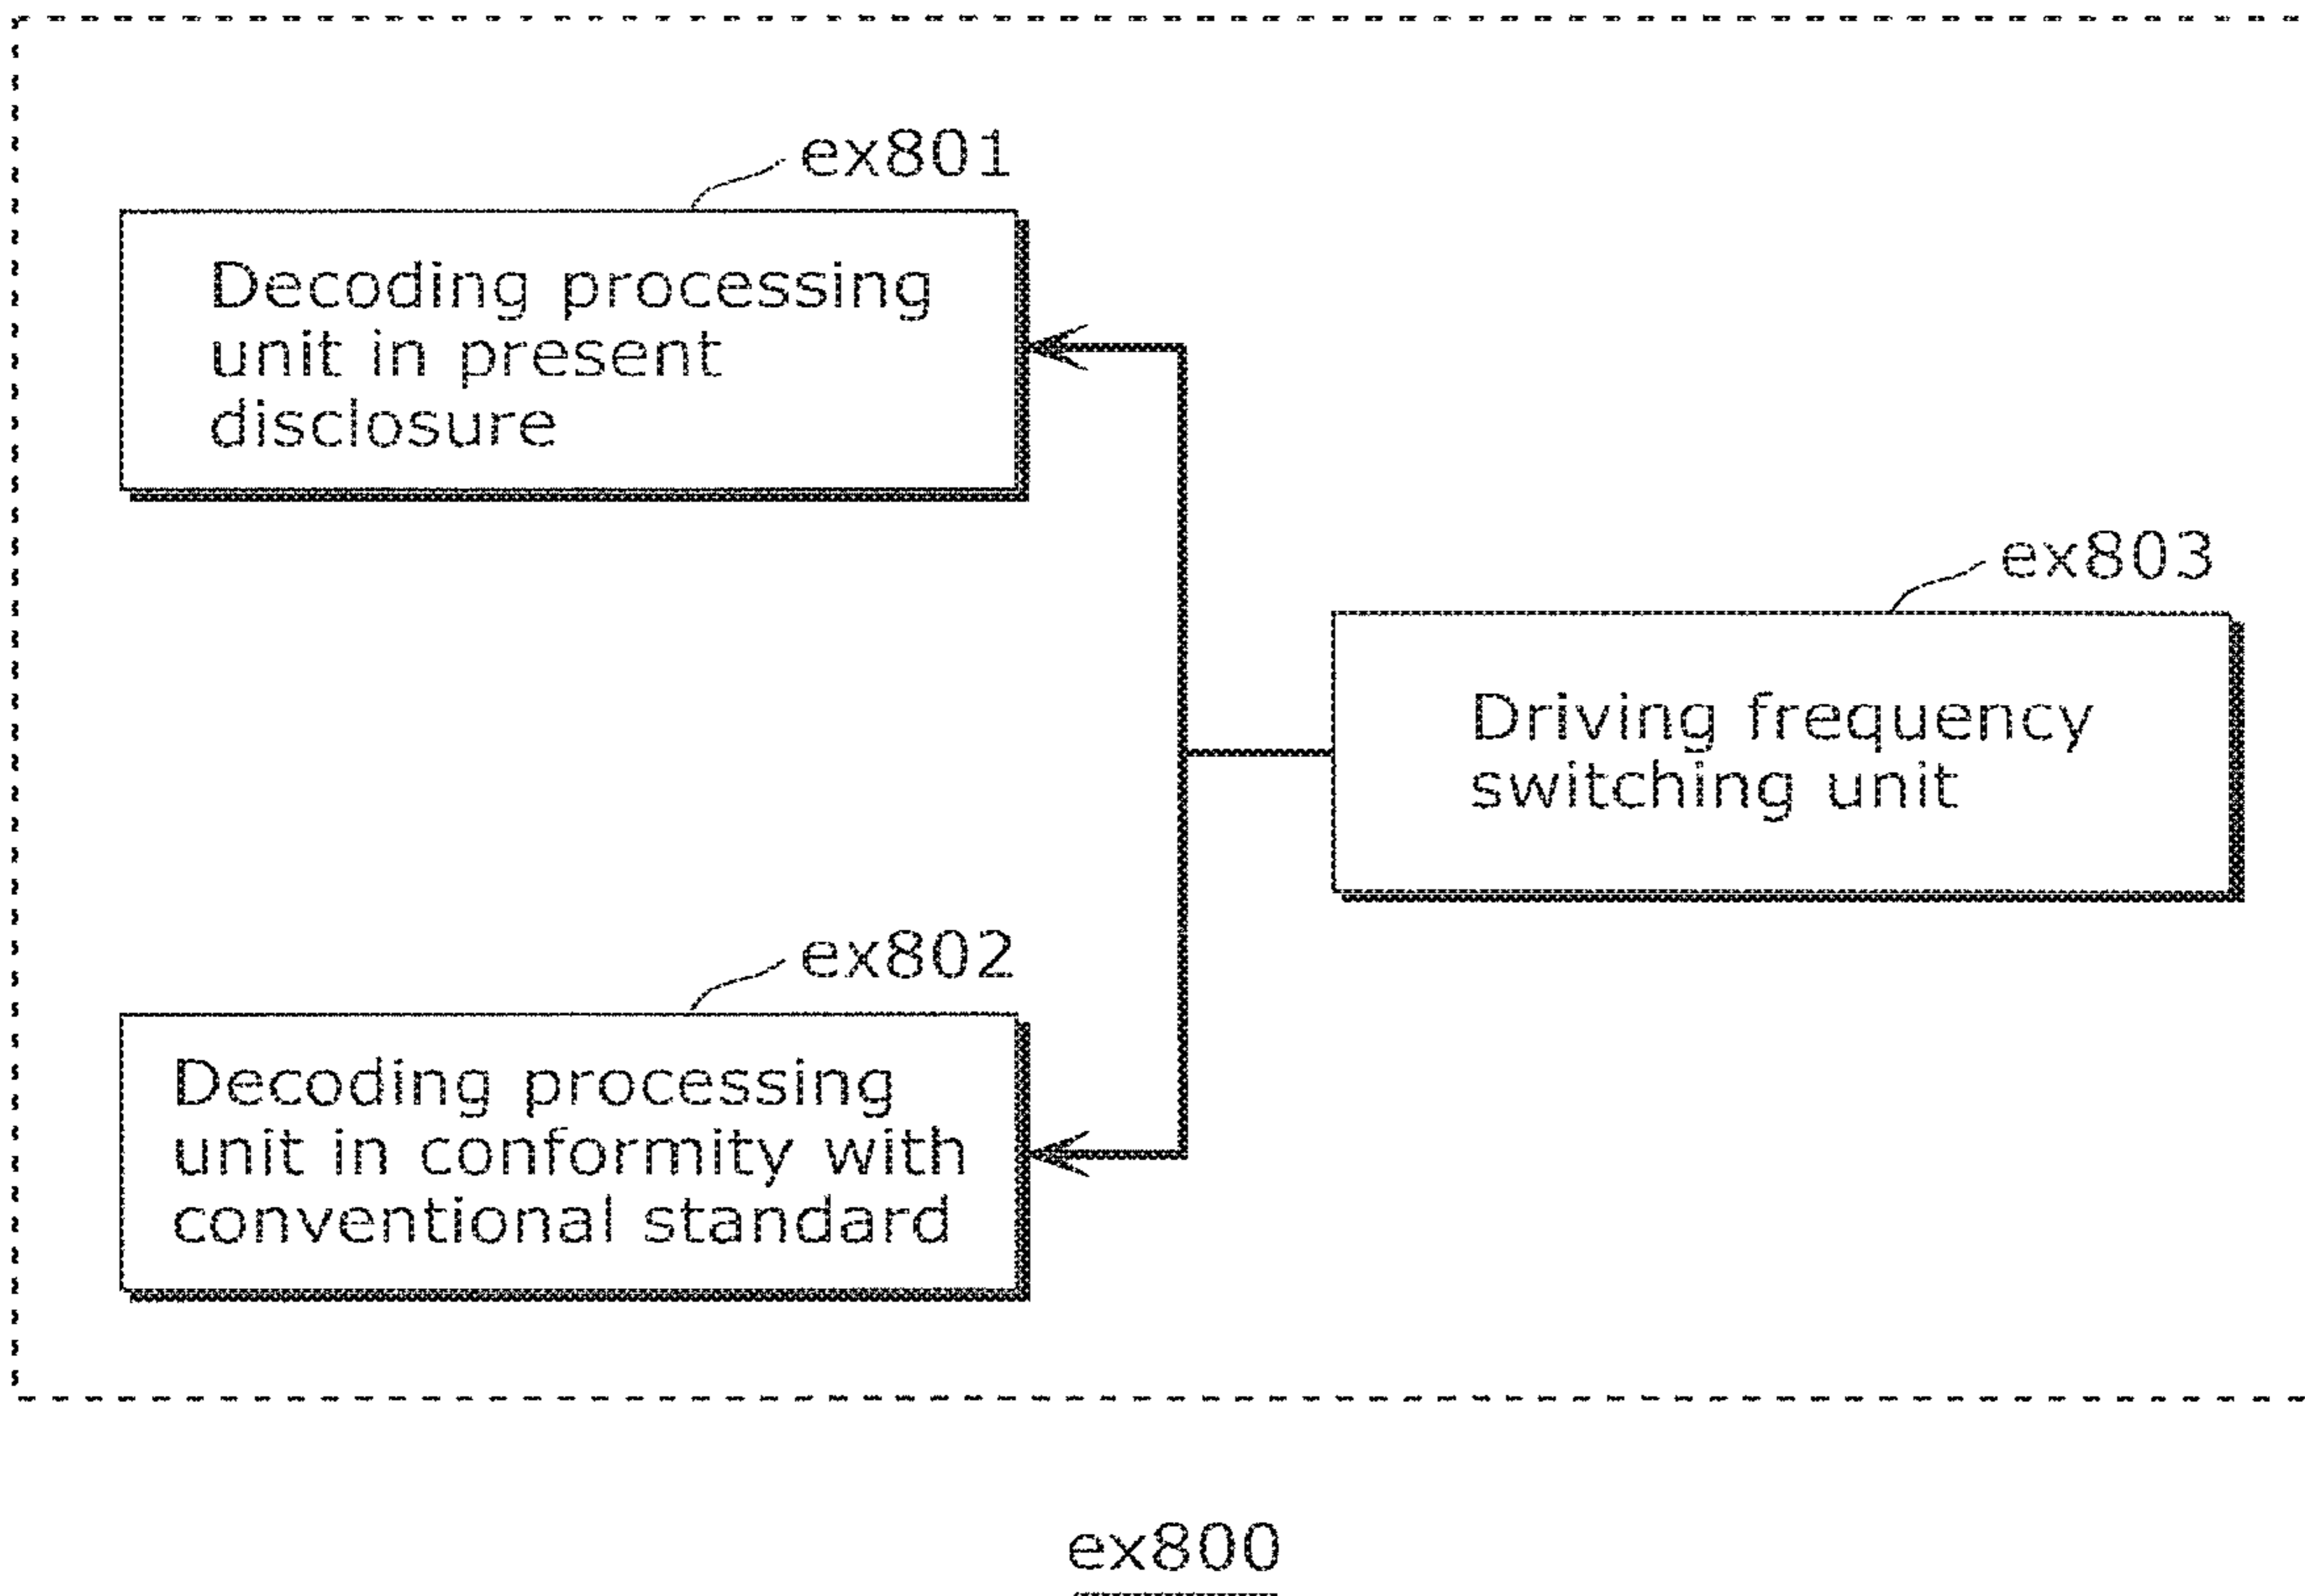 ex801
Decoding processing
unit in present
disclosure
ex803
Driving frequency
switching unit
ex802
Decoding processing
unit in conformity with
conventional standard
ex800